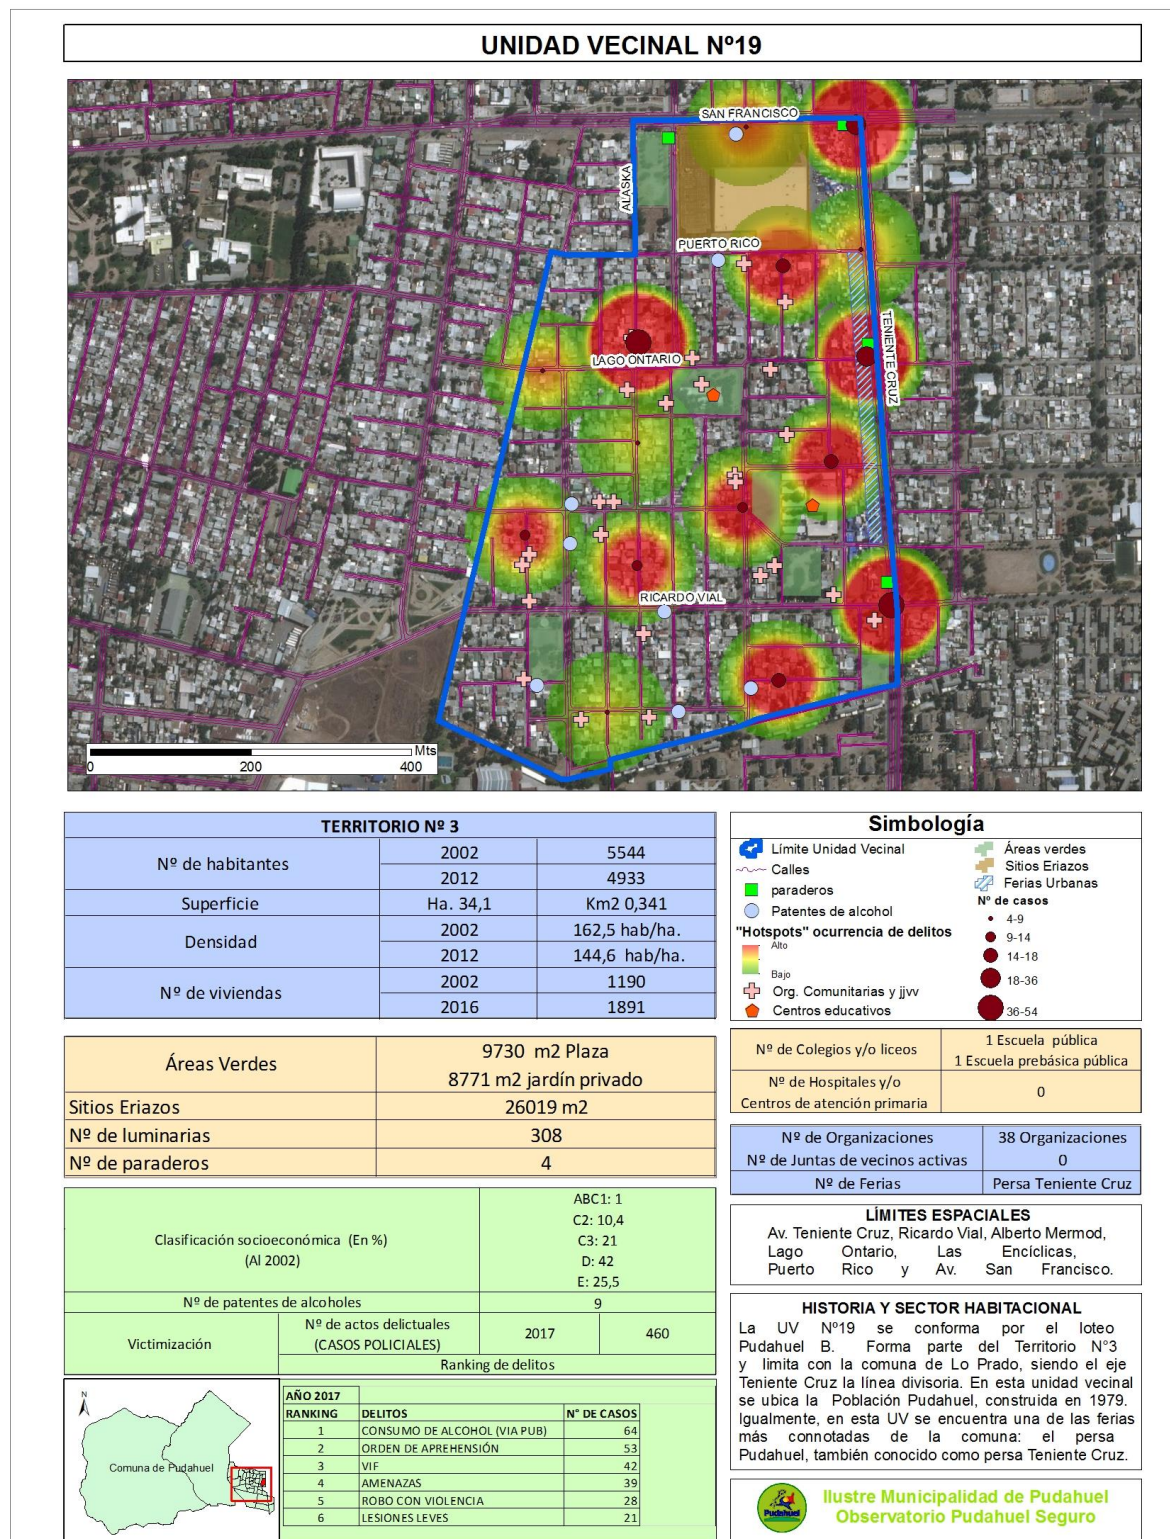 UNIDAD VECINAL Nº19
SAN FRANCISCO
ALASKA
PUERTO RICO
TENIENTE CRUZ
LAGO ONTARIO
RICARDO VIAL
Mts
0 200 400
TERRITORIO Nº 3
Nº de habitantes 2002 5544
2012 4933
Superficie Ha. 34,1 Km2 0,341
Densidad 2002 162,5 hab/ha.
2012 144,6 hab/ha.
Nº de viviendas 2002 1190
2016 1891
Simbología
Límite Unidad Vecinal
Calles
paraderos
Patentes de alcohol
"Hotspots" ocurrencia de delitos
Alto
Bajo
Org. Comunitarias y jjvv
Centros educativos
Áreas verdes
Sitios Eriazos
Ferias Urbanas
Nº de casos
4-9
9-14
14-18
18-36
36-54
Áreas Verdes 9730 m2 Plaza
8771 m2 jardín privado
Sitios Eriazos 26019 m2
Nº de luminarias 308
Nº de paraderos 4
Nº de Colegios y/o liceos 1 Escuela pública
1 Escuela prebásica pública
Nº de Hospitales y/o
Centros de atención primaria 0
Nº de Organizaciones 38 Organizaciones
Nº de Juntas de vecinos activas 0
Nº de Ferias Persa Teniente Cruz
Clasificación socioeconómica (En %)
(Al 2002)
ABC1: 1
C2: 10,4
C3: 21
D: 42
E: 25,5
Nº de patentes de alcoholes 9
Victimización
Nº de actos delictuales
(CASOS POLICIALES)
2017 460
Ranking de delitos
LÍMITES ESPACIALES
Av. Teniente Cruz, Ricardo Vial, Alberto Mermod,
Lago Ontario, Las Encíclicas,
Puerto Rico y Av. San Francisco.
HISTORIA Y SECTOR HABITACIONAL
La UV Nº19 se conforma por el loteo
Pudahuel B. Forma parte del Territorio N°3
y limita con la comuna de Lo Prado, siendo el eje
Teniente Cruz la línea divisoria. En esta unidad vecinal
se ubica la Población Pudahuel, construida en 1979.
Igualmente, en esta UV se encuentra una de las ferias
más connotadas de la comuna: el persa
Pudahuel, también conocido como persa Teniente Cruz.
N
Comuna de Pudahuel
AÑO 2017
RANKING DELITOS N° DE CASOS
1 CONSUMO DE ALCOHOL (VIA PUB) 64
2 ORDEN DE APREHENSIÓN 53
3 VIF 42
4 AMENAZAS 39
5 ROBO CON VIOLENCIA 28
6 LESIONES LEVES 21
Pudahuel
Ilustre Municipalidad de Pudahuel
Observatorio Pudahuel Seguro